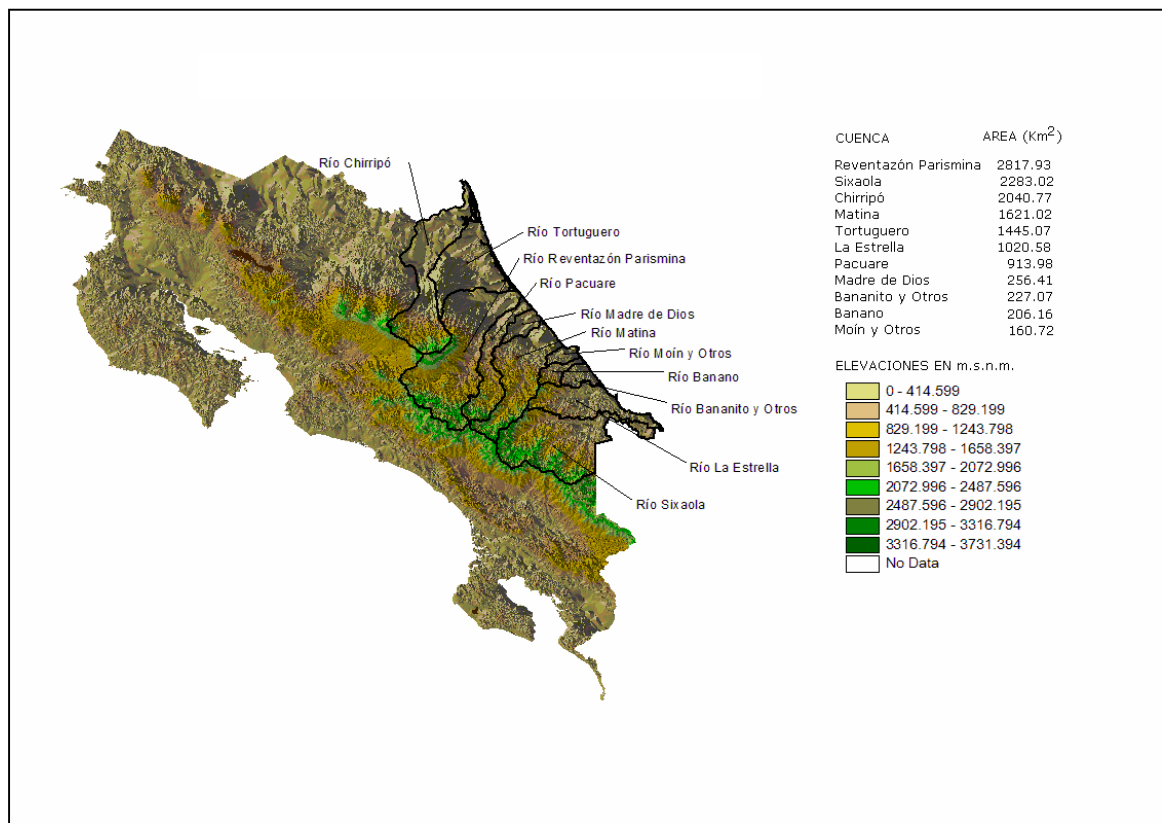 Río Chirripó
Río Tortuguero
Río Reventazón Parismina
Río Pacuare
Río Madre de Dios
Río Matina
Río Moín y Otros
Río Banano
Río Bananito y Otros
Río La Estrella
Río Sixaola
CUENCA AREA (Km²)
Reventazón Parismina 2817.93
Sixaola 2283.02
Chirripó 2040.77
Matina 1621.02
Tortuguero 1445.07
La Estrella 1020.58
Pacuare 913.98
Madre de Dios 256.41
Bananito y Otros 227.07
Banano 206.16
Moín y Otros 160.72
ELEVACIONES EN m.s.n.m.
0 - 414.599
414.599 - 829.199
829.199 - 1243.798
1243.798 - 1658.397
1658.397 - 2072.996
2072.996 - 2487.596
2487.596 - 2902.195
2902.195 - 3316.794
3316.794 - 3731.394
No Data